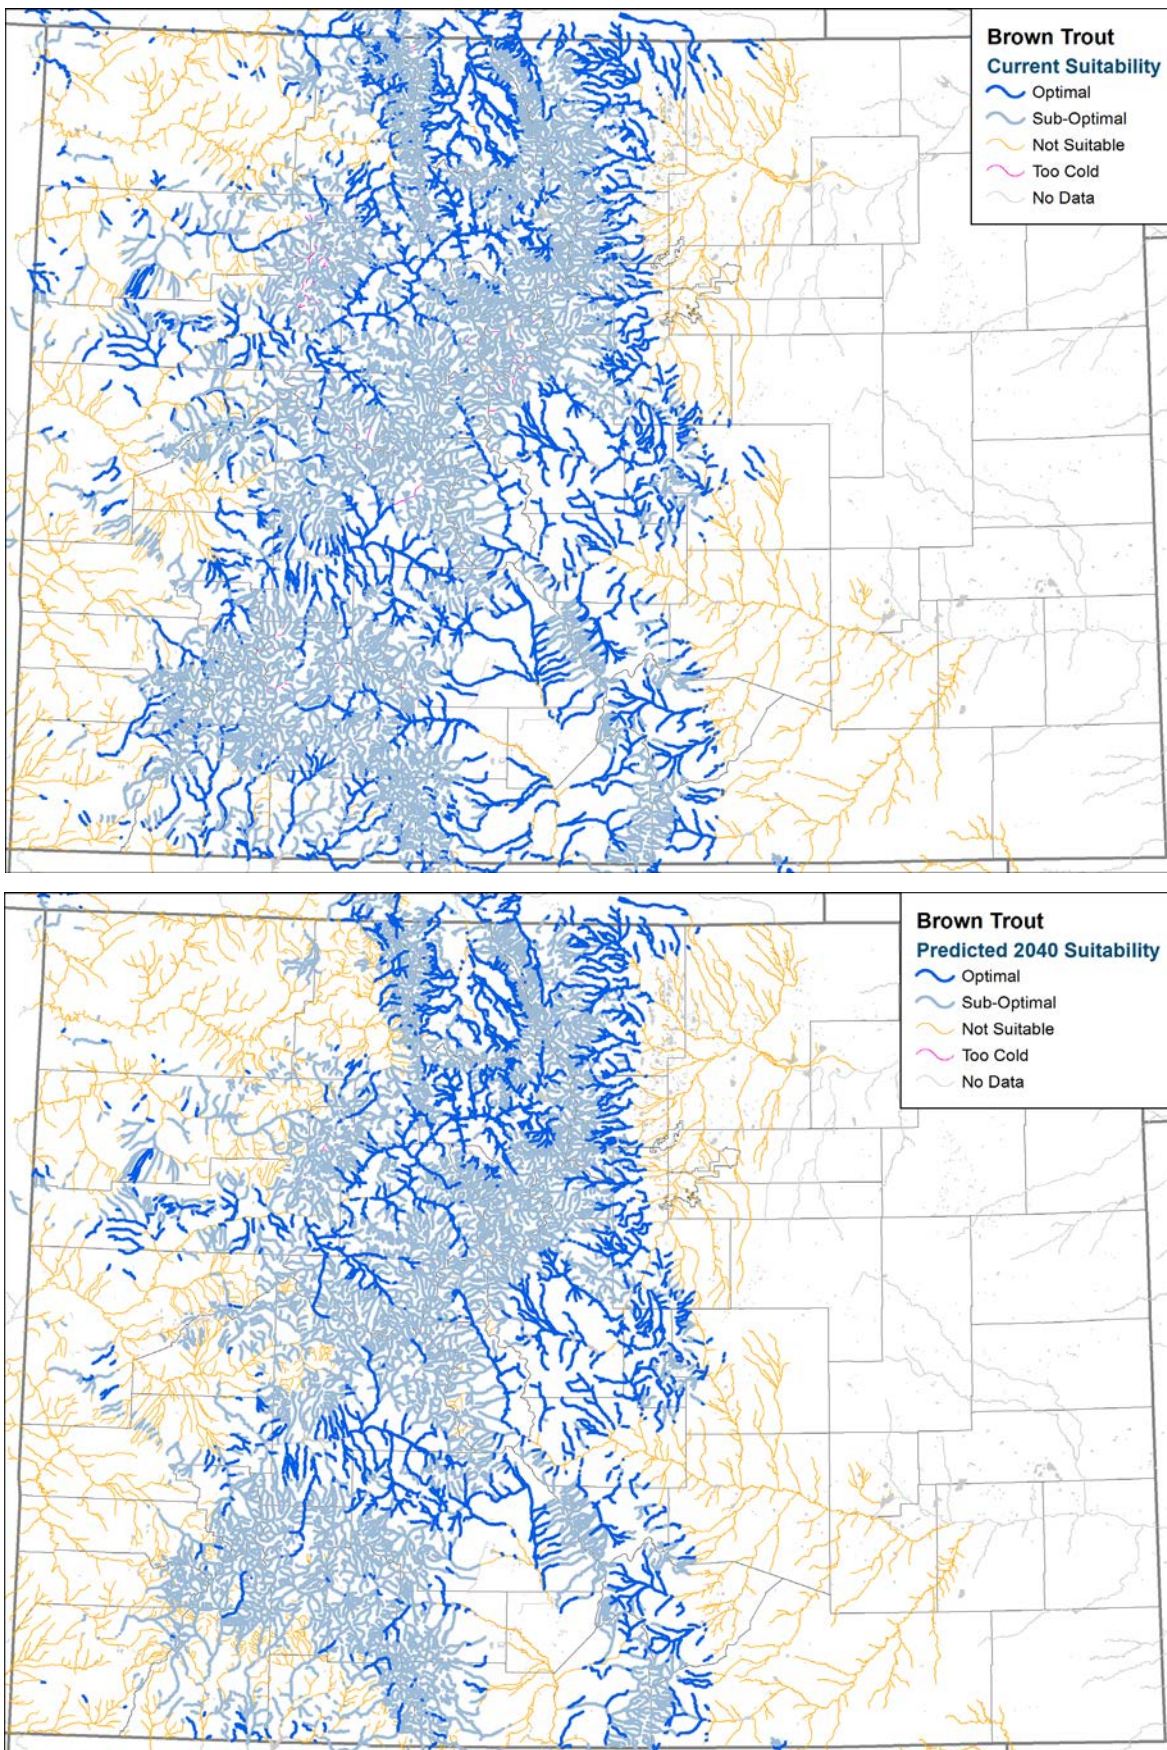 Brown Trout
Current Suitability
Optimal
Sub-Optimal
Not Suitable
Too Cold
No Data
Brown Trout
Predicted 2040 Suitability
Optimal
Sub-Optimal
Not Suitable
Too Cold
No Data